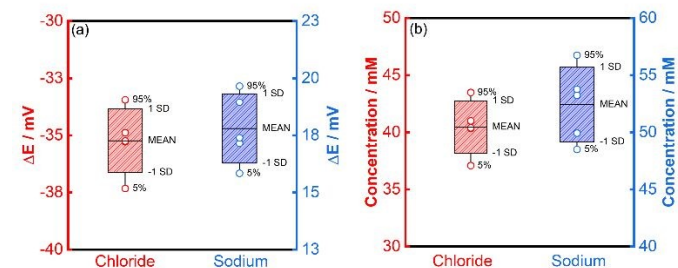 (a)
ΔE / mV
-30
-33
-35
-38
-40
95%
1 SD
MEAN
-1 SD
5%
95%
1 SD
MEAN
-1 SD
5%
23
20
18
15
13
ΔE / mV
Chloride
Sodium
(b)
Concentration / mM
50
45
40
35
30
95%
1 SD
MEAN
-1 SD
5%
95%
1 SD
MEAN
-1 SD
5%
60
55
50
45
40
Concentration / mM
Chloride
Sodium